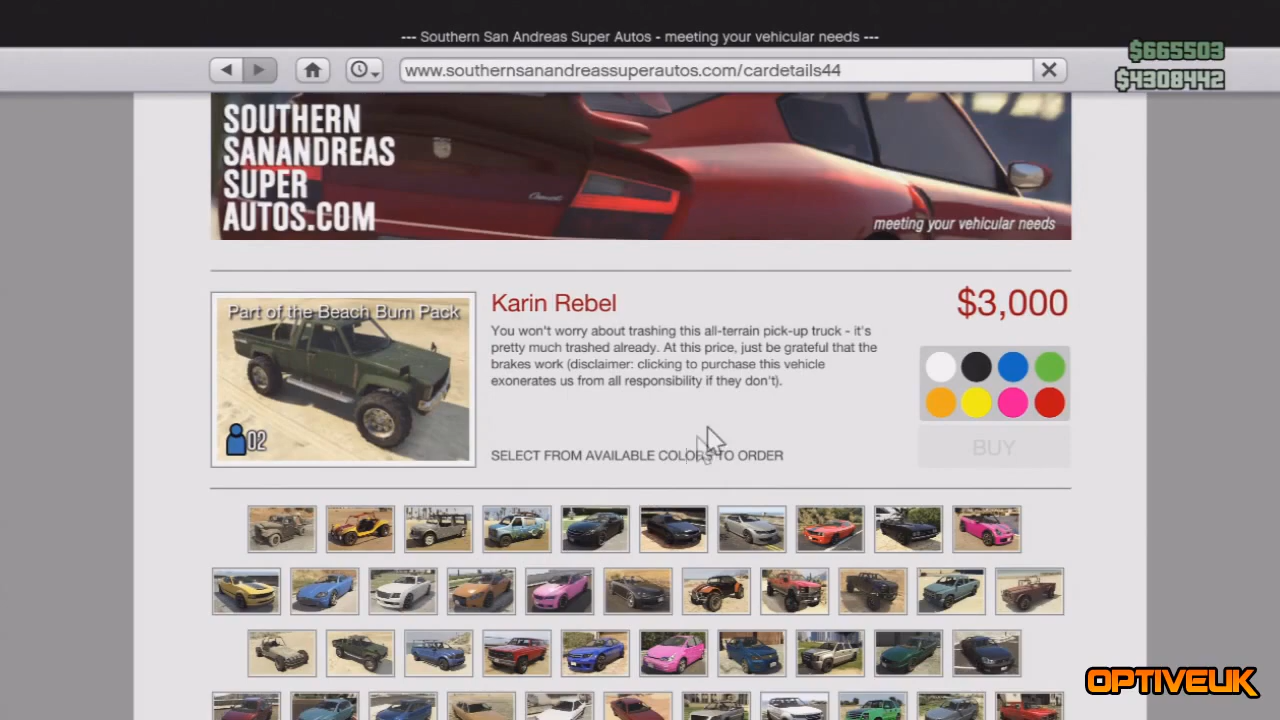 --- Southern San Andreas Super Autos - meeting your vehicular needs ---
$665503
www.southernsanandreassuperautos.com/cardetails44
$4308442
SOUTHERN
SANANDREAS
SUPER
AUTOS.COM
meeting your vehicular needs
Part of the Beach Bum Pack
02
Karin Rebel
$3,000
You won't worry about trashing this all-terrain pick-up truck - it's
pretty much trashed already. At this price, just be grateful that the
brakes work (disclaimer: clicking to purchase this vehicle
exonerates us from all responsibility if they don't).
SELECT FROM AVAILABLE COLORS TO ORDER
BUY
OPTIVEUK